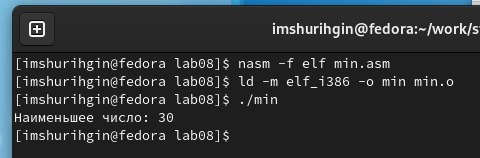 imshurihgin@fedora:~/work/s
[imshurihgin@fedora lab08]$ nasm -f elf min.asm
[imshurihgin@fedora lab08]$ ld -m elf_i386 -o min min.o
[imshurihgin@fedora lab08]$ ./min
Наименьшее число: 30
[imshurihgin@fedora lab08]$